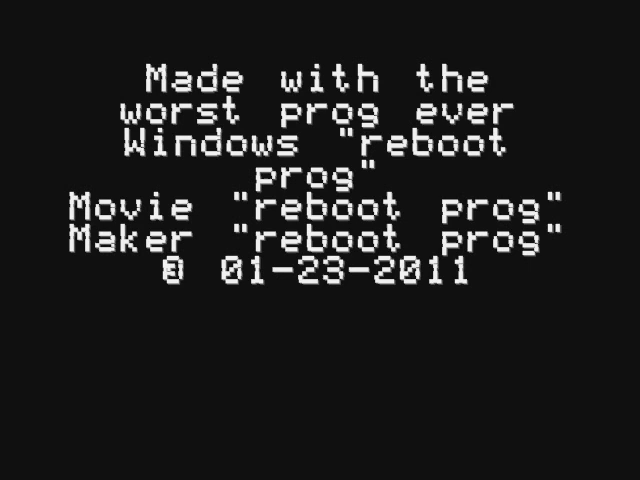 Made with the
worst prog ever
Windows "reboot
prog"
Movie "reboot prog"
Maker "reboot prog"
01-23-2011